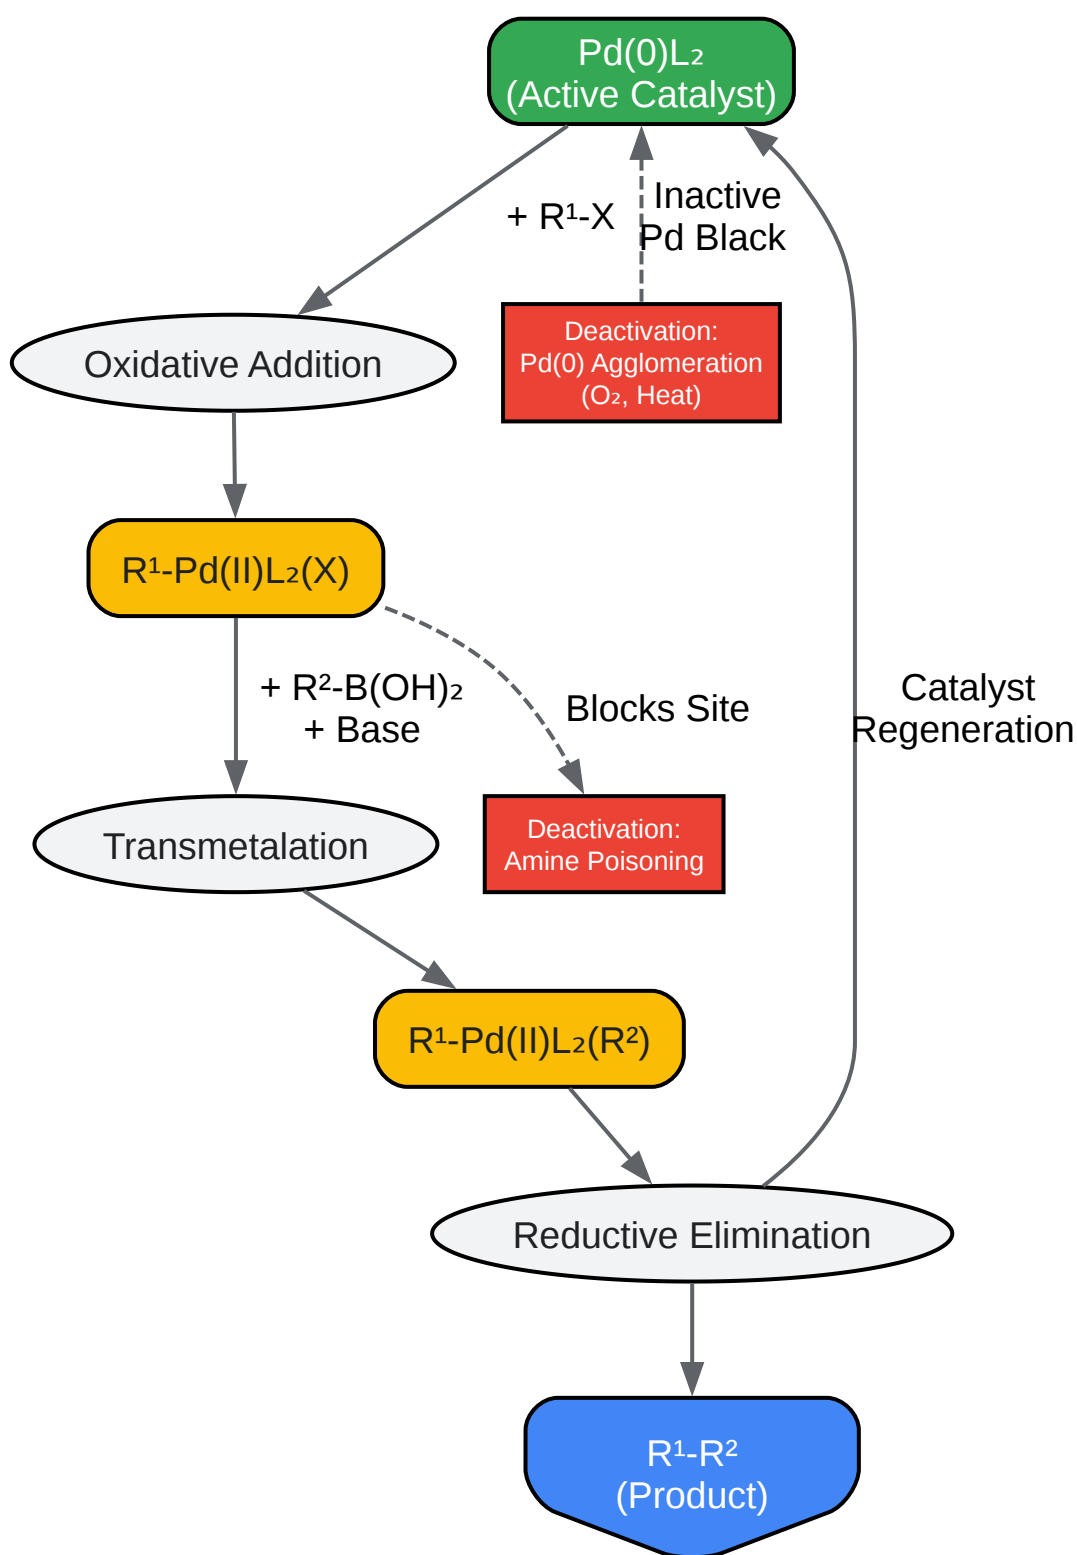 Pd(0)L₂
(Active Catalyst)
+ R¹-X
Inactive
Pd Black
Deactivation:
Pd(0) Agglomeration
(O₂, Heat)
Oxidative Addition
R¹-Pd(II)L₂(X)
+ R²-B(OH)₂
+ Base
Blocks Site
Catalyst
Regeneration
Transmetalation
Deactivation:
Amine Poisoning
R¹-Pd(II)L₂(R²)
Reductive Elimination
R¹-R²
(Product)